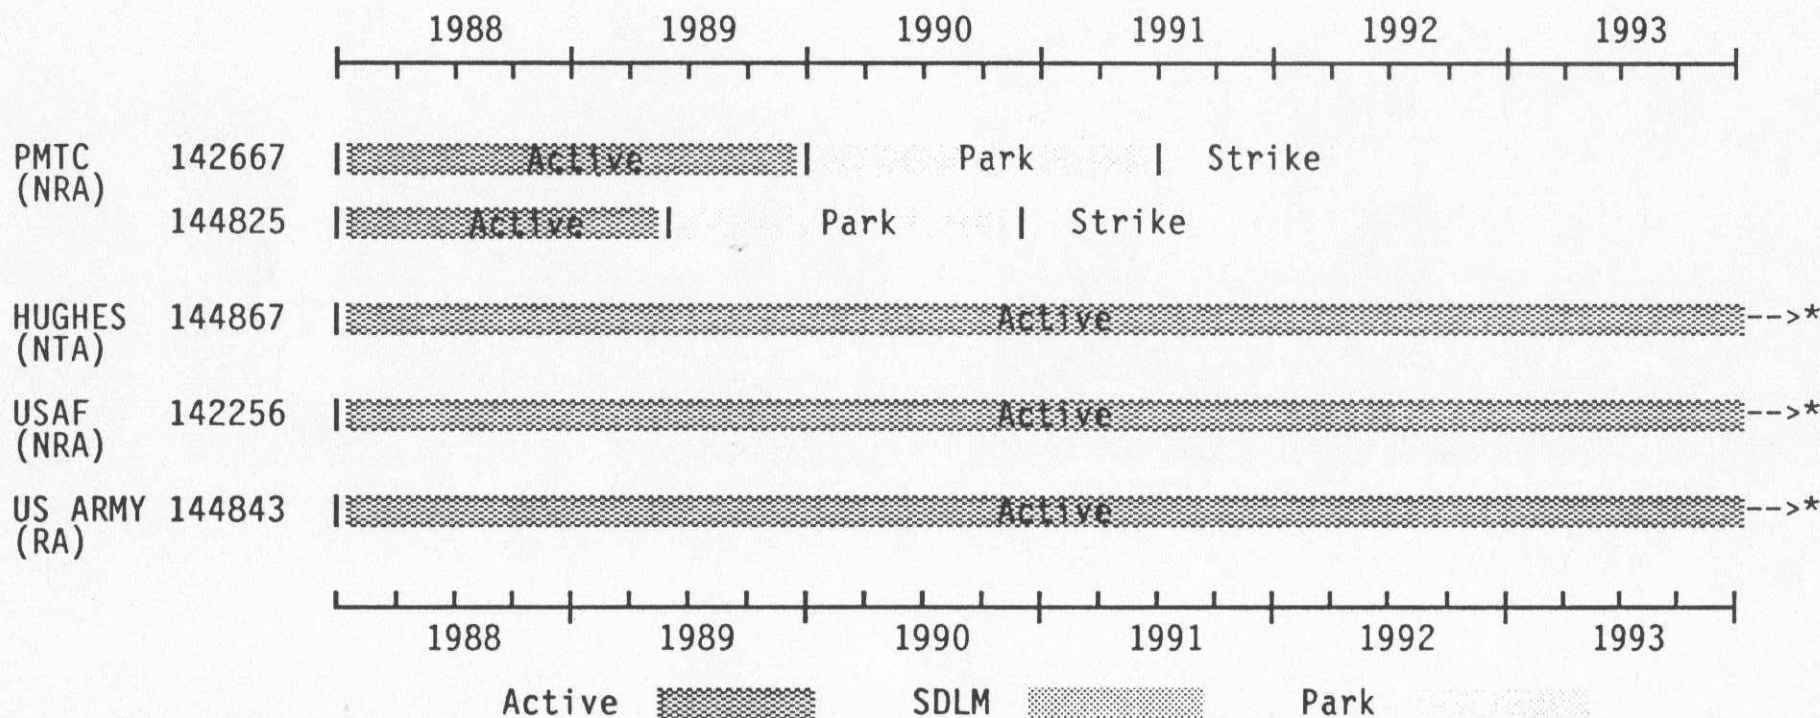 1988 1989 1990 1991 1992 1993
PMTC 142667 Active Park Strike
(NRA)
144825 Active Park Strike
HUGHES 144867 Active -->*
(NTA)
USAF 142256 Active -->*
(NRA)
US ARMY 144843 Active -->*
(RA)
1988 1989 1990 1991 1992 1993
Active SDLM Park